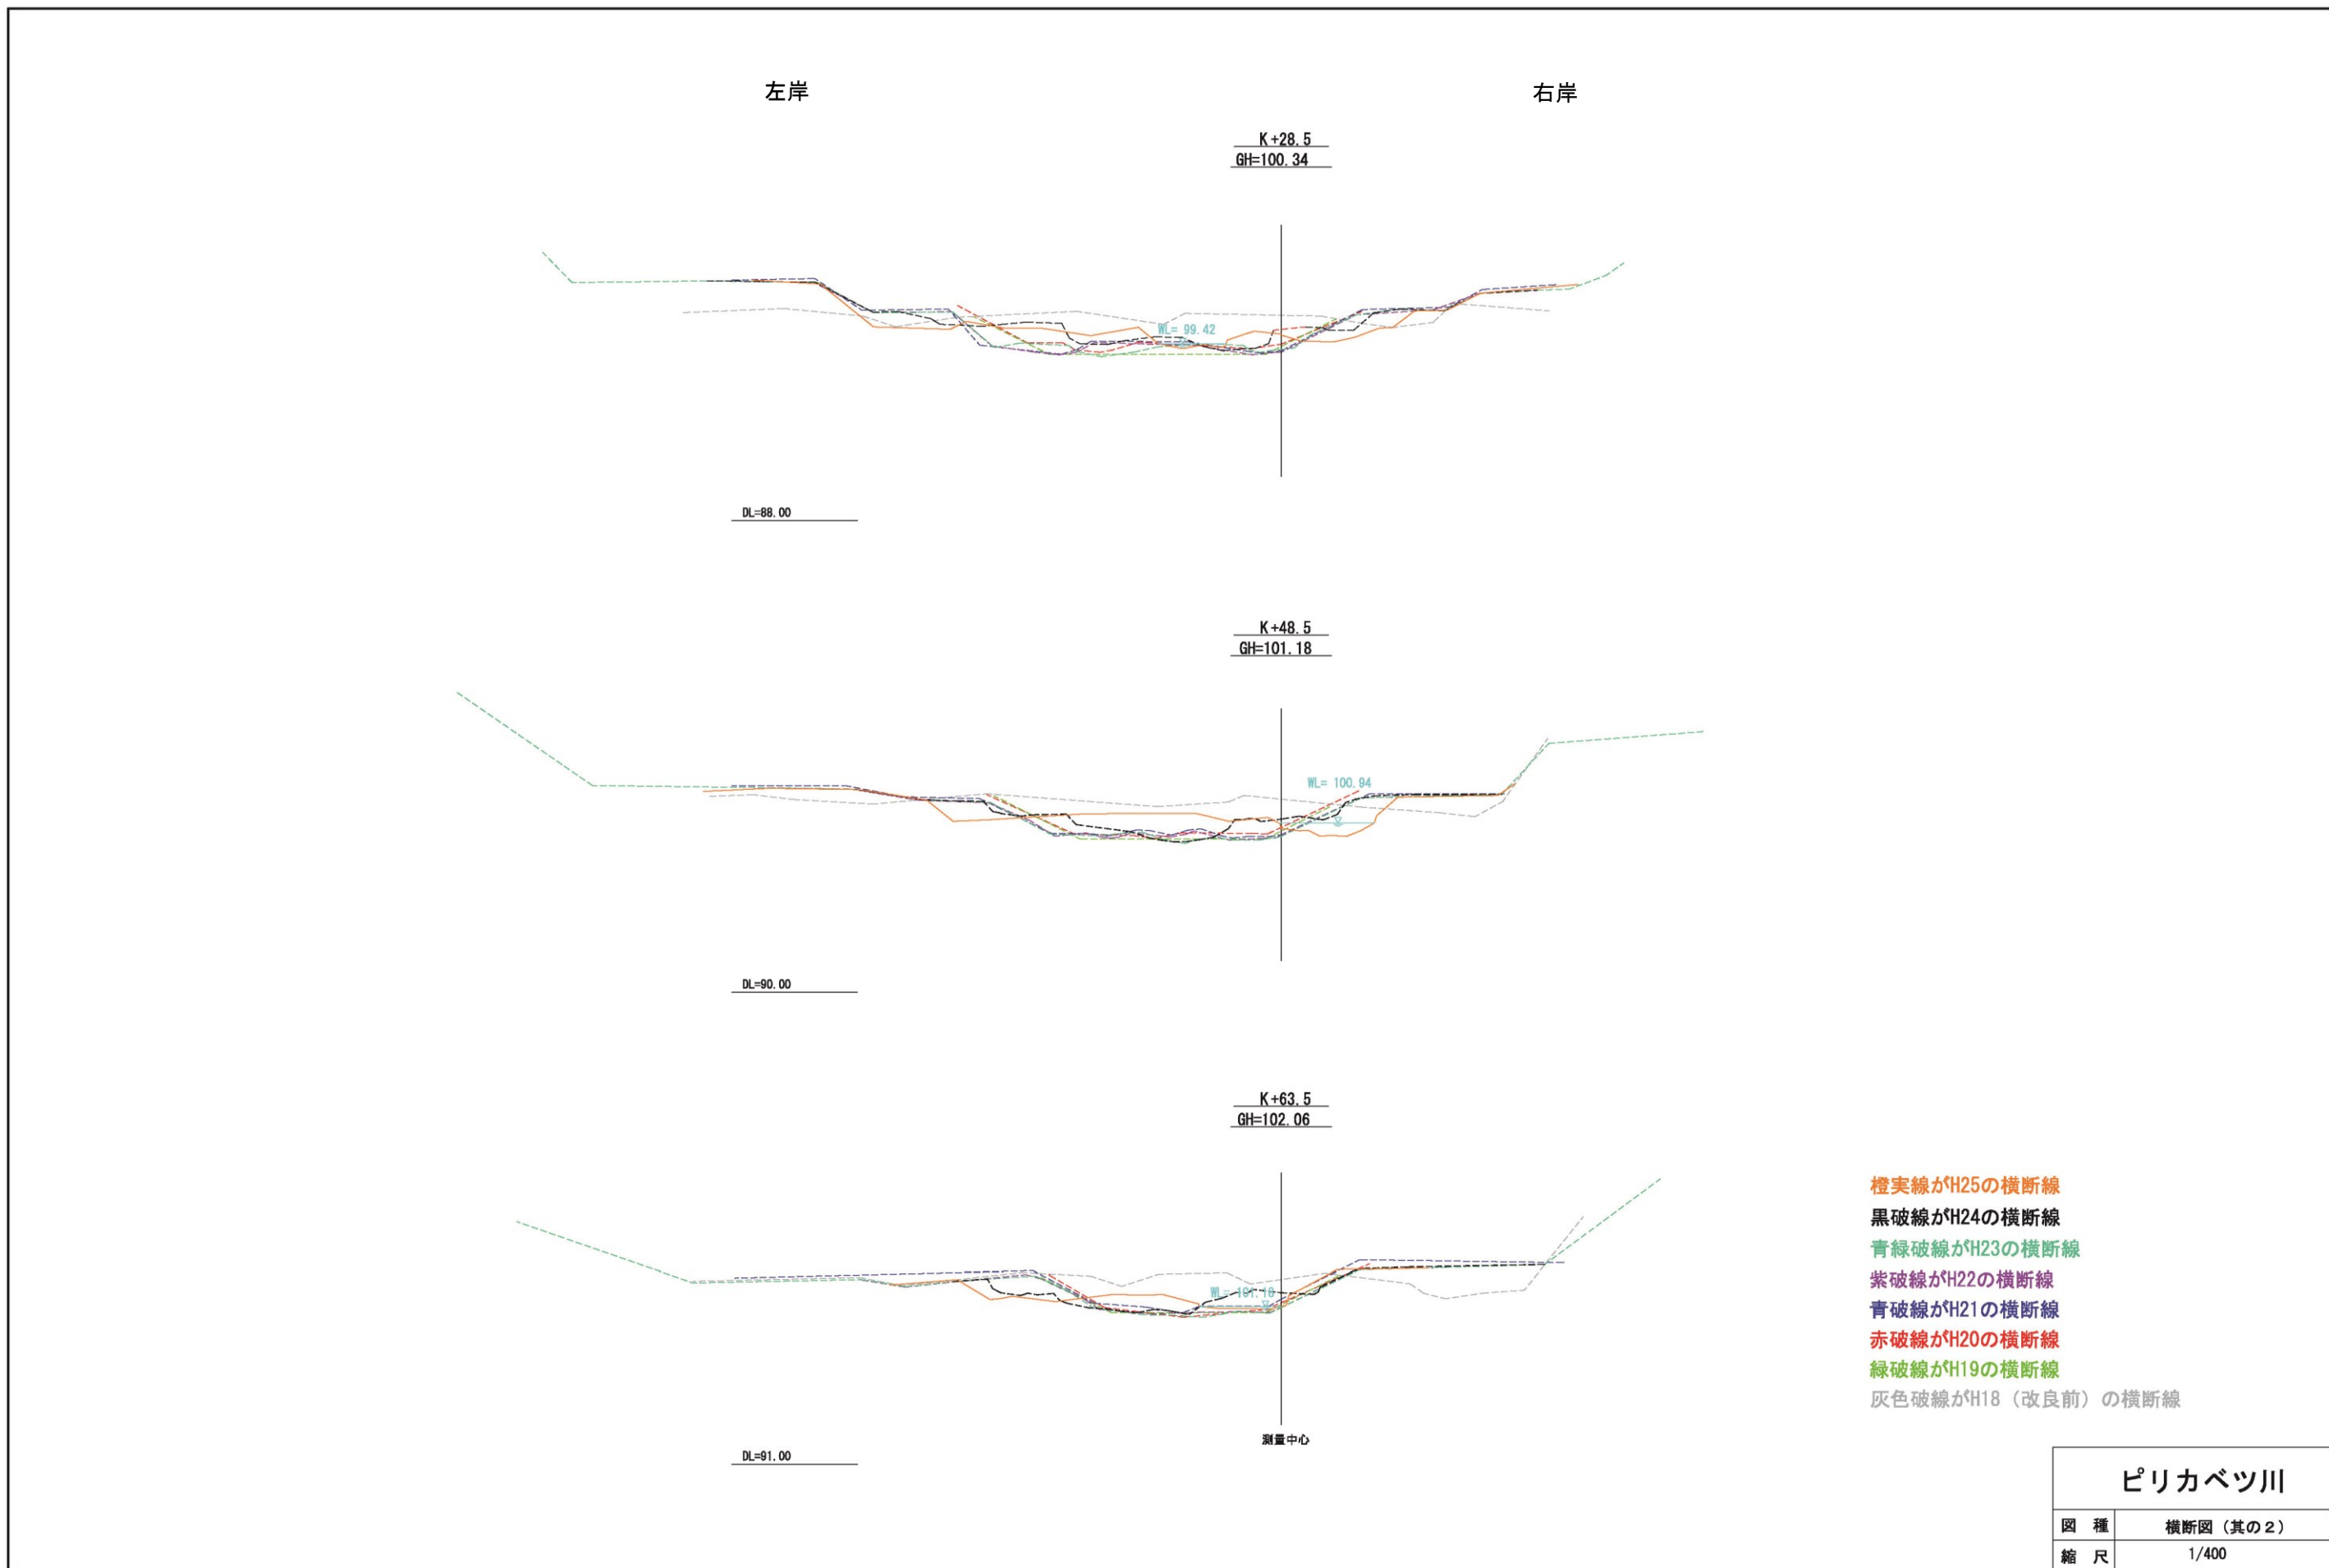 左岸
右岸
K+28.5
GH=100.34
WL= 99.42
DL=88.00
K+48.5
GH=101.18
WL= 100.94
DL=90.00
K+63.5
GH=102.06
WL= 101.16
測量中心
DL=91.00
橙実線がH25の横断線
黒破線がH24の横断線
青緑破線がH23の横断線
紫破線がH22の横断線
青破線がH21の横断線
赤破線がH20の横断線
緑破線がH19の横断線
灰色破線がH18（改良前）の横断線
ピリカベツ川
図 種 横断図（其の２）
縮 尺 1/400